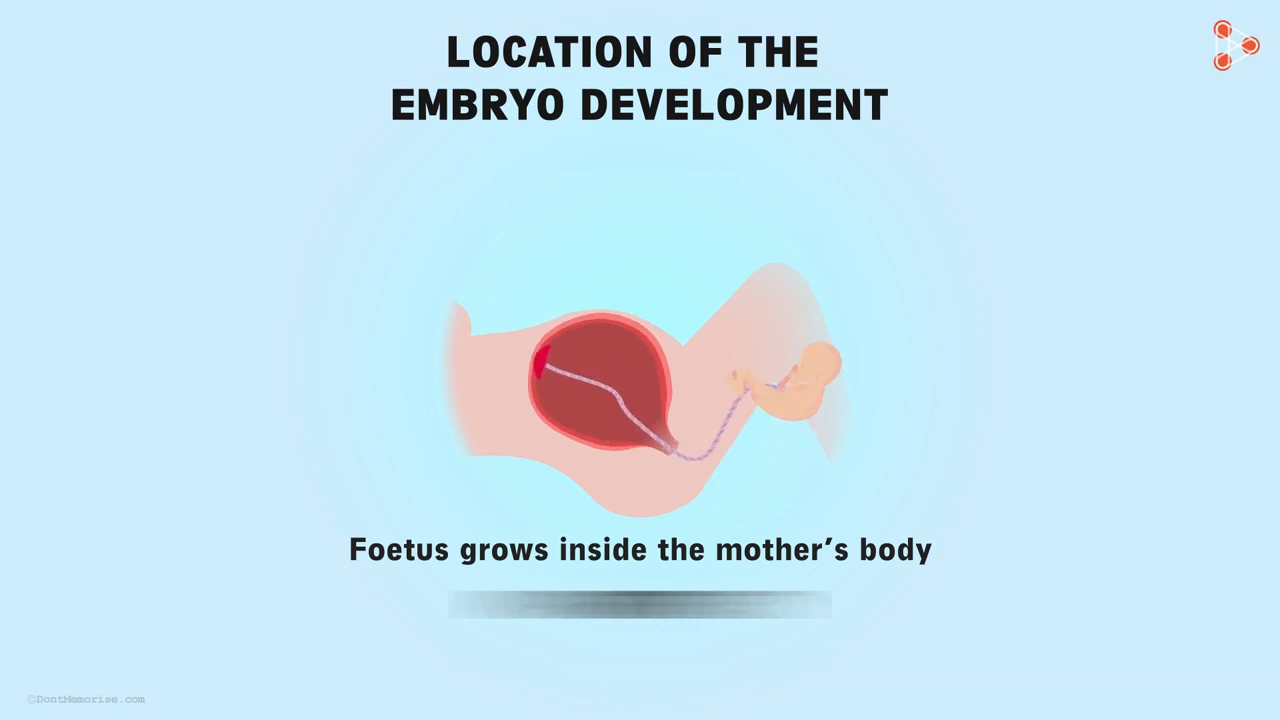 LOCATION OF THE
EMBRYO DEVELOPMENT
Foetus grows inside the mother’s body
©DontMemorise.com